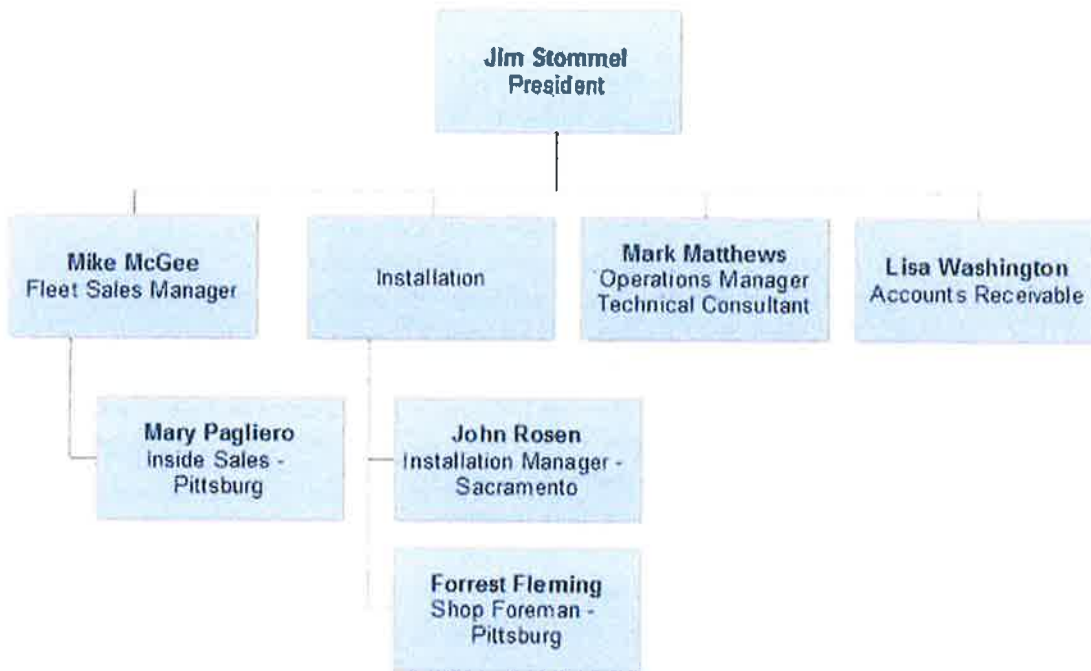 Jim Stommel
President
Mike McGee
Fleet Sales Manager
Installation
Mark Matthews
Operations Manager
Technical Consultant
Lisa Washington
Accounts Receivable
Mary Pagliero
Inside Sales -
Pittsburg
John Rosen
Installation Manager -
Sacramento
Forrest Fleming
Shop Foreman -
Pittsburg